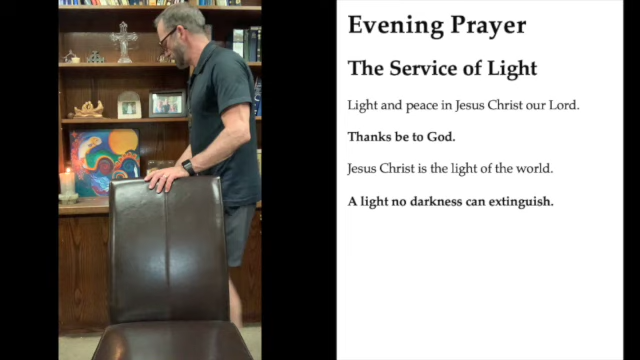 Evening Prayer
The Service of Light
Light and peace in Jesus Christ our Lord.
Thanks be to God.
Jesus Christ is the light of the world.
A light no darkness can extinguish.